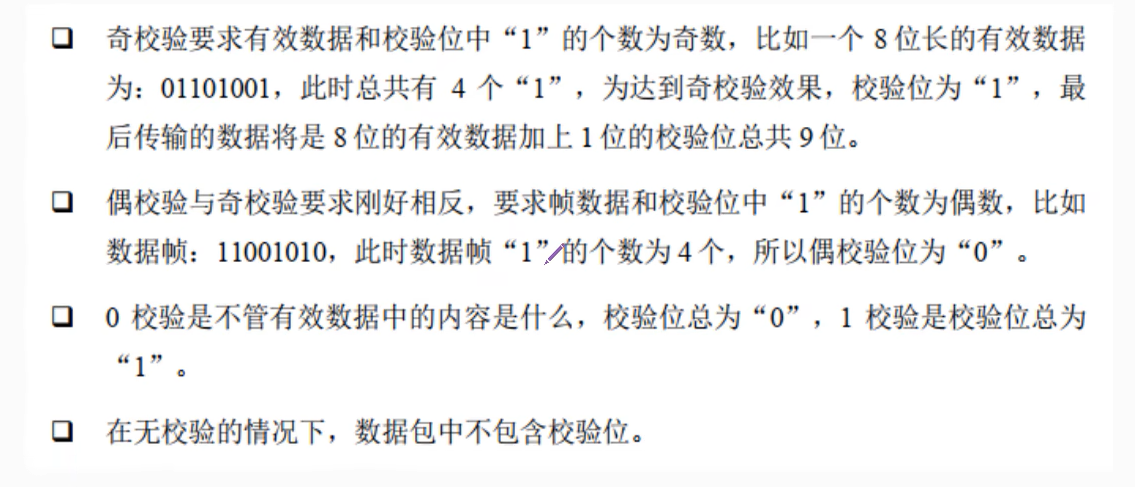 ❑ 奇校验要求有效数据和校验位中“1”的个数为奇数，比如一个 8 位长的有效数据
为：01101001，此时总共有 4 个“1”，为达到奇校验效果，校验位为“1”，最
后传输的数据将是 8 位的有效数据加上 1 位的校验位总共 9 位。
❑ 偶校验与奇校验要求刚好相反，要求帧数据和校验位中“1”的个数为偶数，比如
数据帧：11001010，此时数据帧“1”的个数为 4 个，所以偶校验位为“0”。
❑ 0 校验是不管有效数据中的内容是什么，校验位总为“0”，1 校验是校验位总为
“1”。
❑ 在无校验的情况下，数据包中不包含校验位。